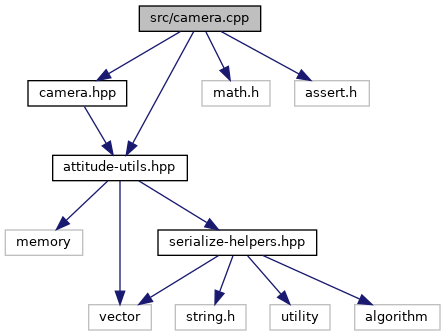 src/camera.cpp
camera.hpp
math.h
assert.h
attitude-utils.hpp
memory
serialize-helpers.hpp
vector
string.h
utility
algorithm